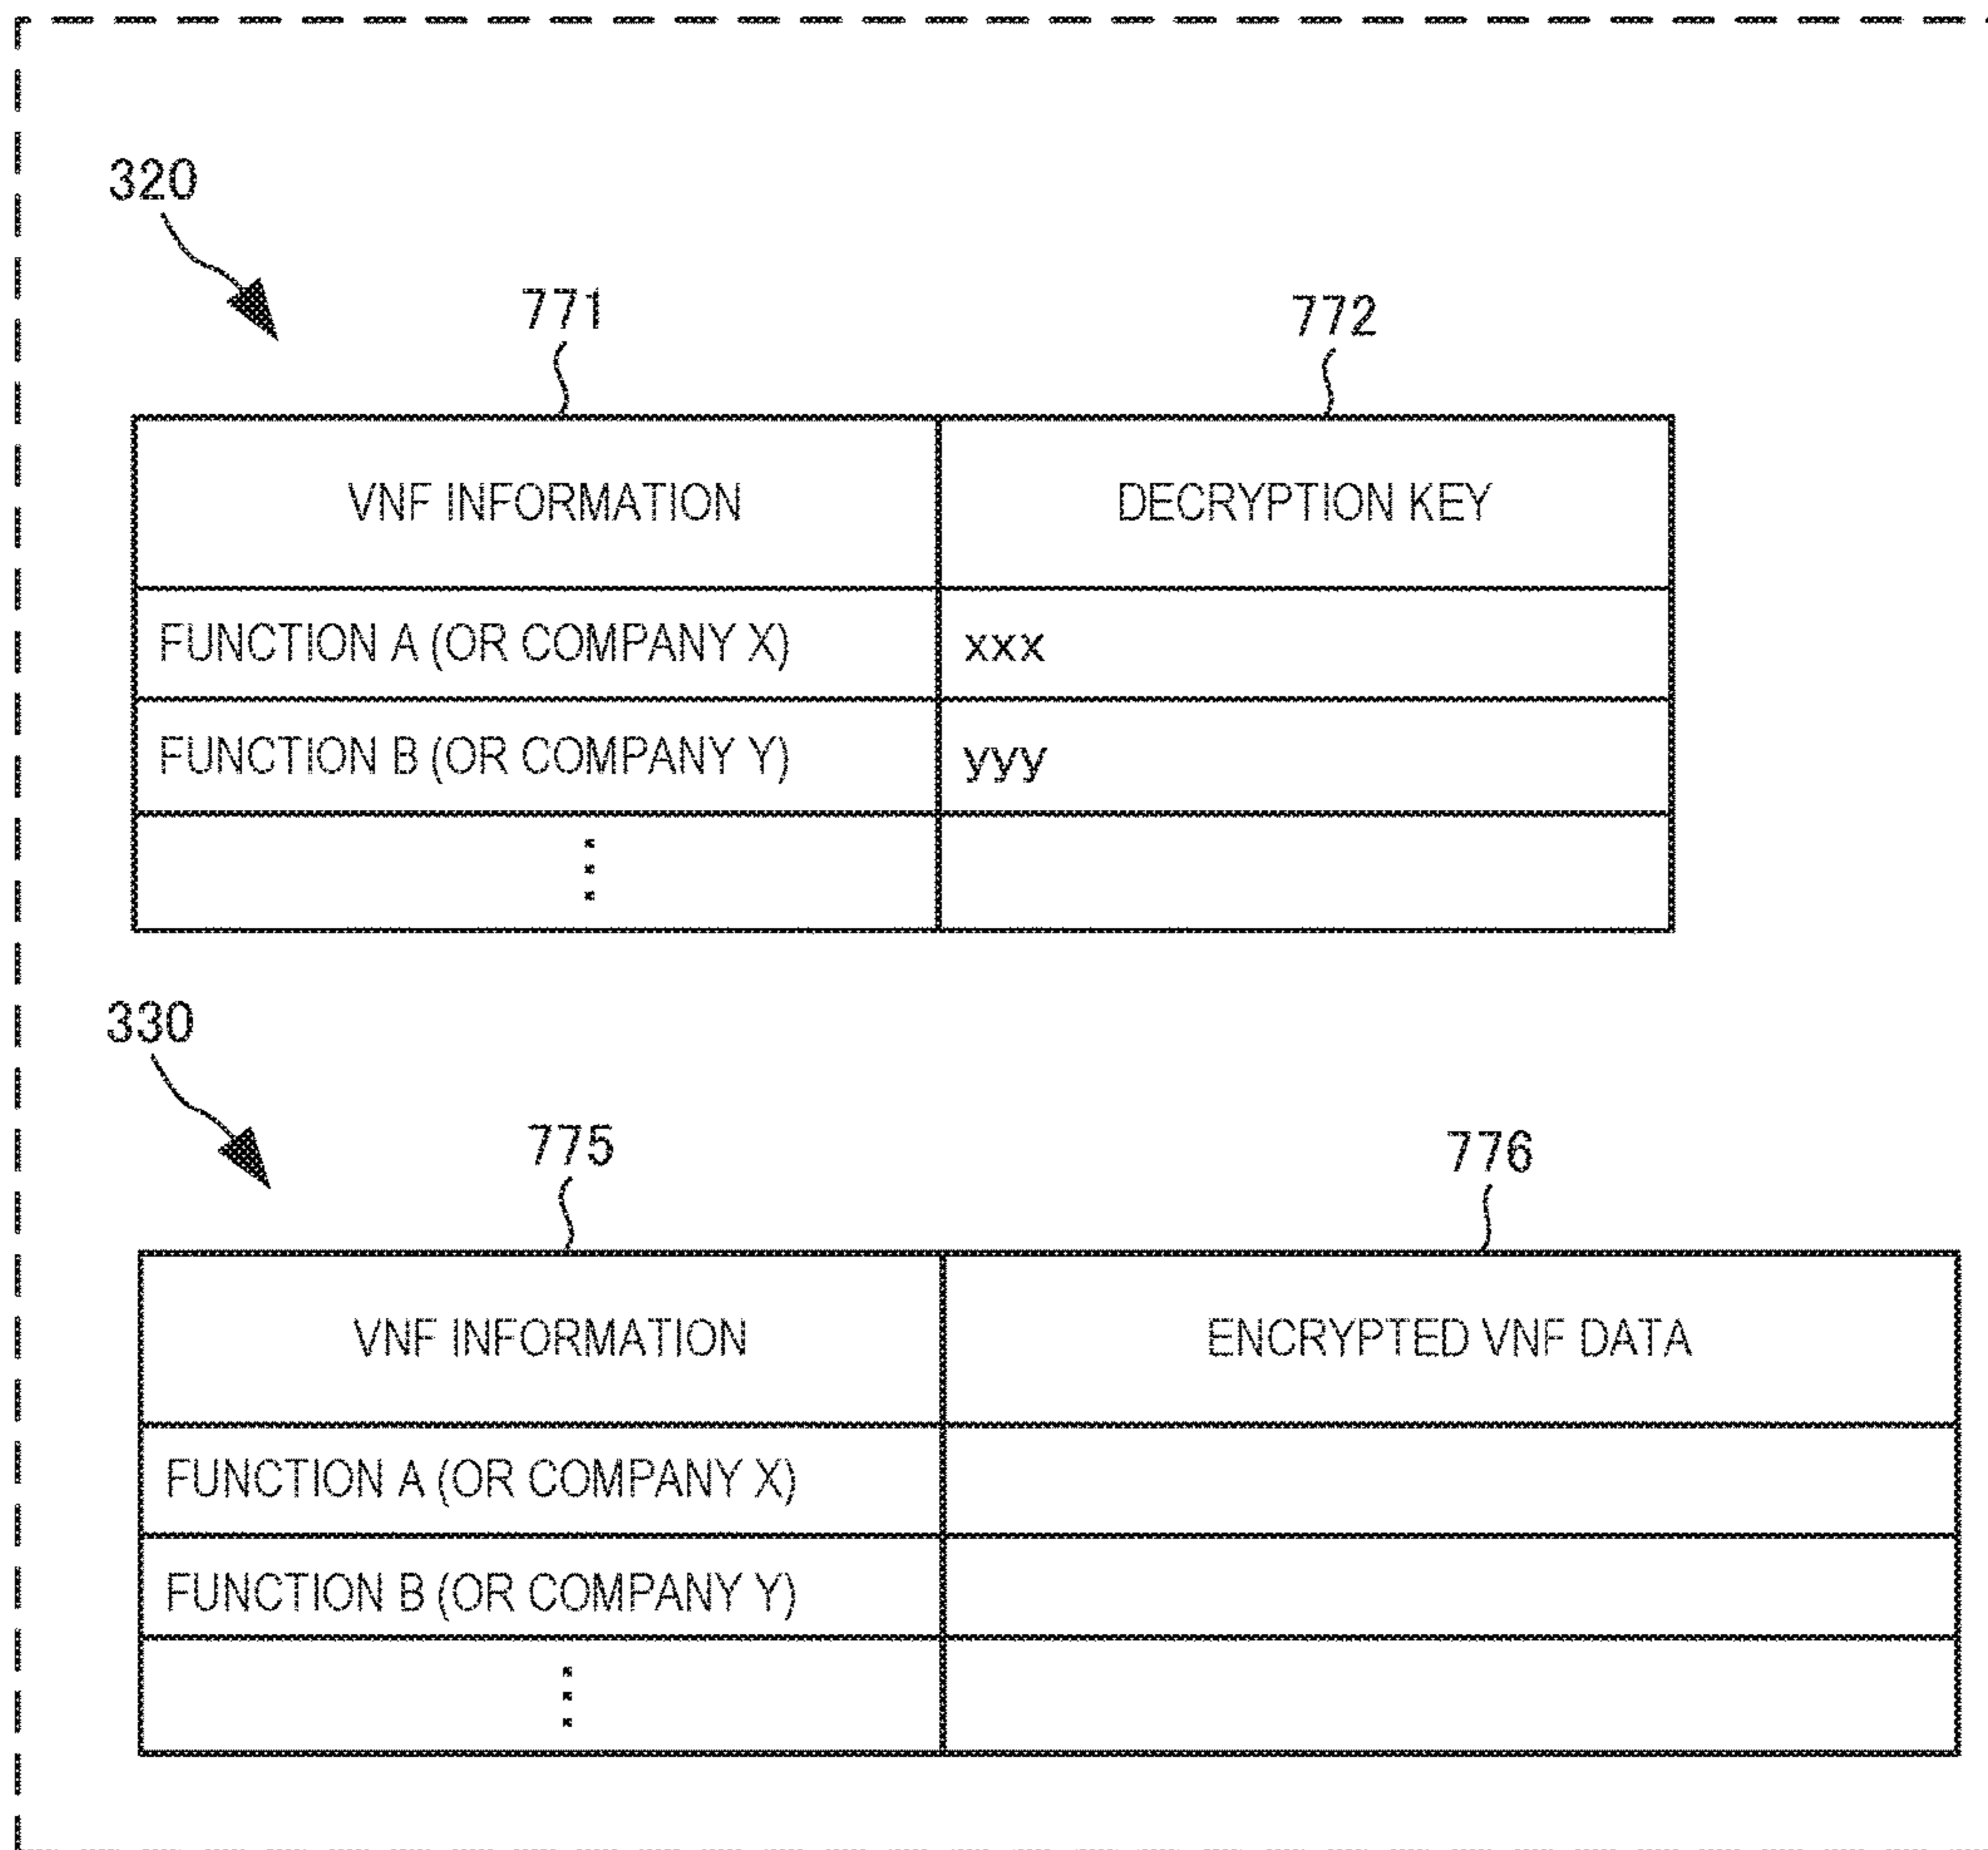 320
771
772
VNF INFORMATION
DECRYPTION KEY
FUNCTION A (OR COMPANY X)
xxx
FUNCTION B (OR COMPANY Y)
yyy
330
775
776
VNF INFORMATION
ENCRYPTED VNF DATA
FUNCTION A (OR COMPANY X)
FUNCTION B (OR COMPANY Y)